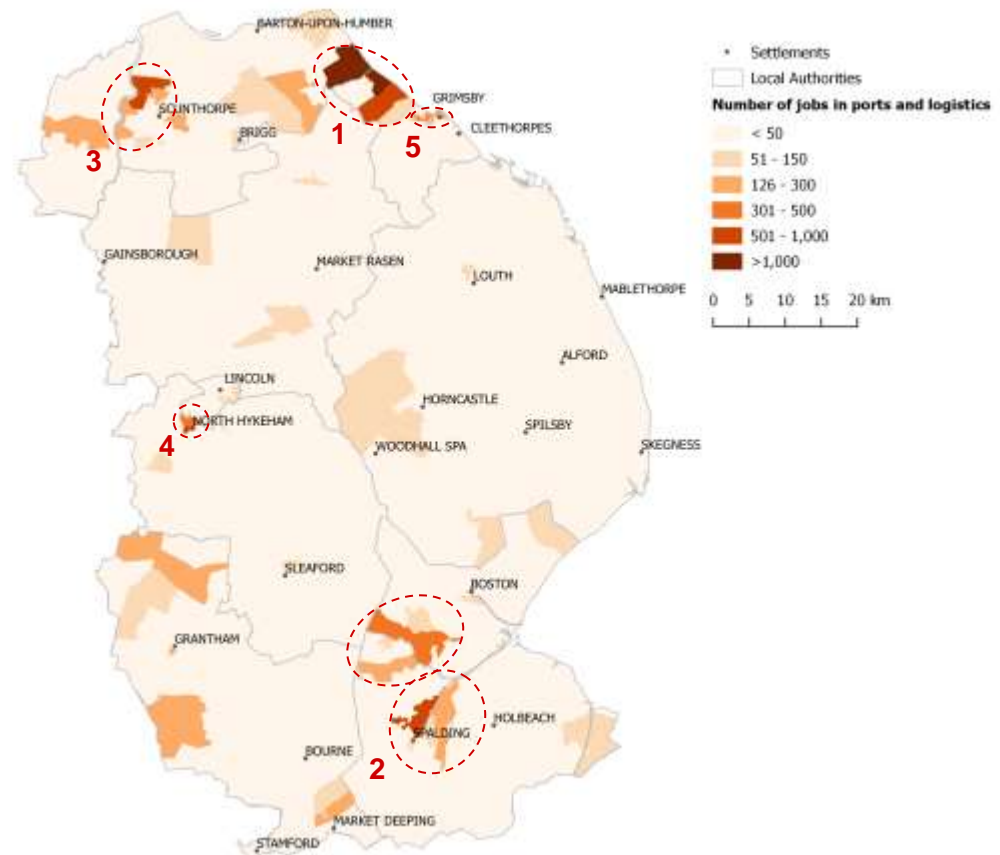 BARTON-UPON-HUMBER
SCUNTHORPE
GRIMSBY
CLEETHORPES
BRIGG
1
5
3
GAINSBOROUGH
MARKET RASEN
LOUTH
MABLETHORPE
ALFORD
LINCOLN
HORNCASTLE
NORTH HYKEHAM
SPILSBY
4
WOODHALL SPA
SKEGNESS
SLEAFORD
BOSTON
GRANTHAM
HOLBEACH
SPALDING
BOURNE
2
MARKET DEEPING
STAMFORD
Settlements
Local Authorities
Number of jobs in ports and logistics
< 50
51 - 150
126 - 300
301 - 500
501 - 1,000
>1,000
0 5 10 15 20 km